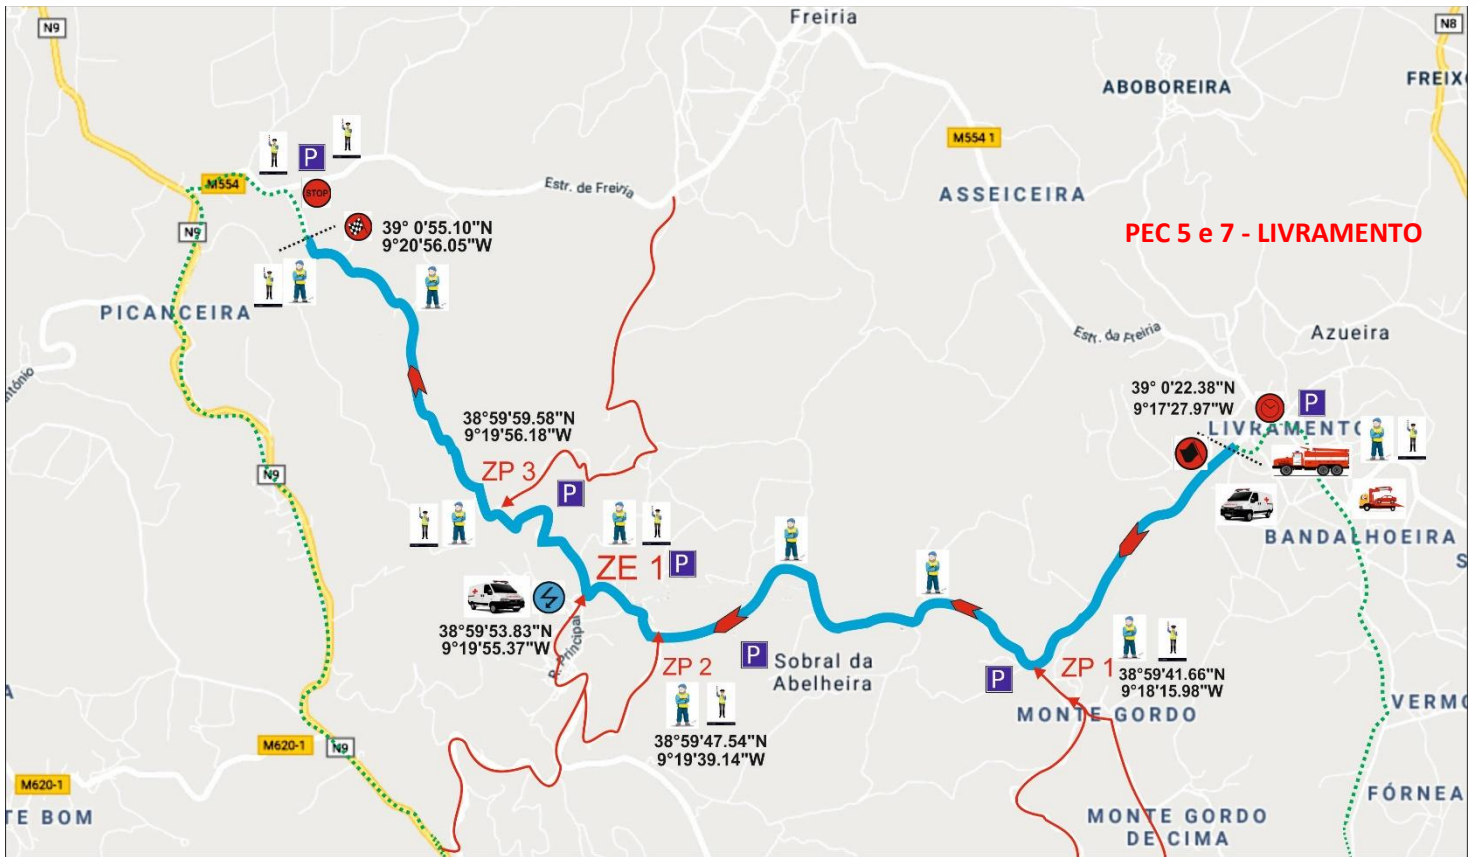 Freiria
N9
N8
ABOBOREIRA
FREIX
M554 1
P
M554
STOP
Estr. de Freiria
ASSEICEIRA
39° 0'55.10"N
9°20'56.05"W
PEC 5 e 7 - LIVRAMENTO
N9
PICANCEIRA
Estr. da Freiria
Azueira
António
39° 0'22.38"N
9°17'27.97"W
P
LIVRAMENTO
38°59'59.58"N
9°19'56.18"W
ZP 3
P
N9
BANDALHOEIRA
S
ZE 1
P
38°59'53.83"N
9°19'55.37"W
R. Principal
ZP 2
P
Sobral da
Abelheira
P
ZP 1
38°59'41.66"N
9°18'15.98"W
MONTE GORDO
VERMO
38°59'47.54"N
9°19'39.14"W
A
M620-1
N9
M620-1
TE BOM
FÓRNEA
MONTE GORDO
DE CIMA